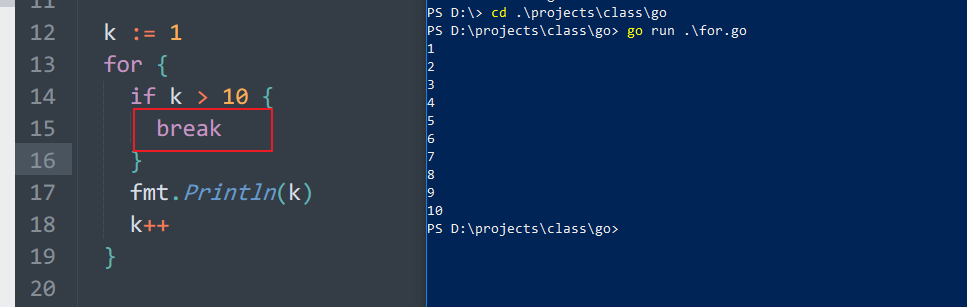 11
12 k := 1
13 for {
14 if k > 10 {
15 break
16 }
17 fmt.Println(k)
18 k++
19 }
20
PS D:\> cd .\projects\class\go
PS D:\projects\class\go> go run .\for.go
1
2
3
4
5
6
7
8
9
10
PS D:\projects\class\go>